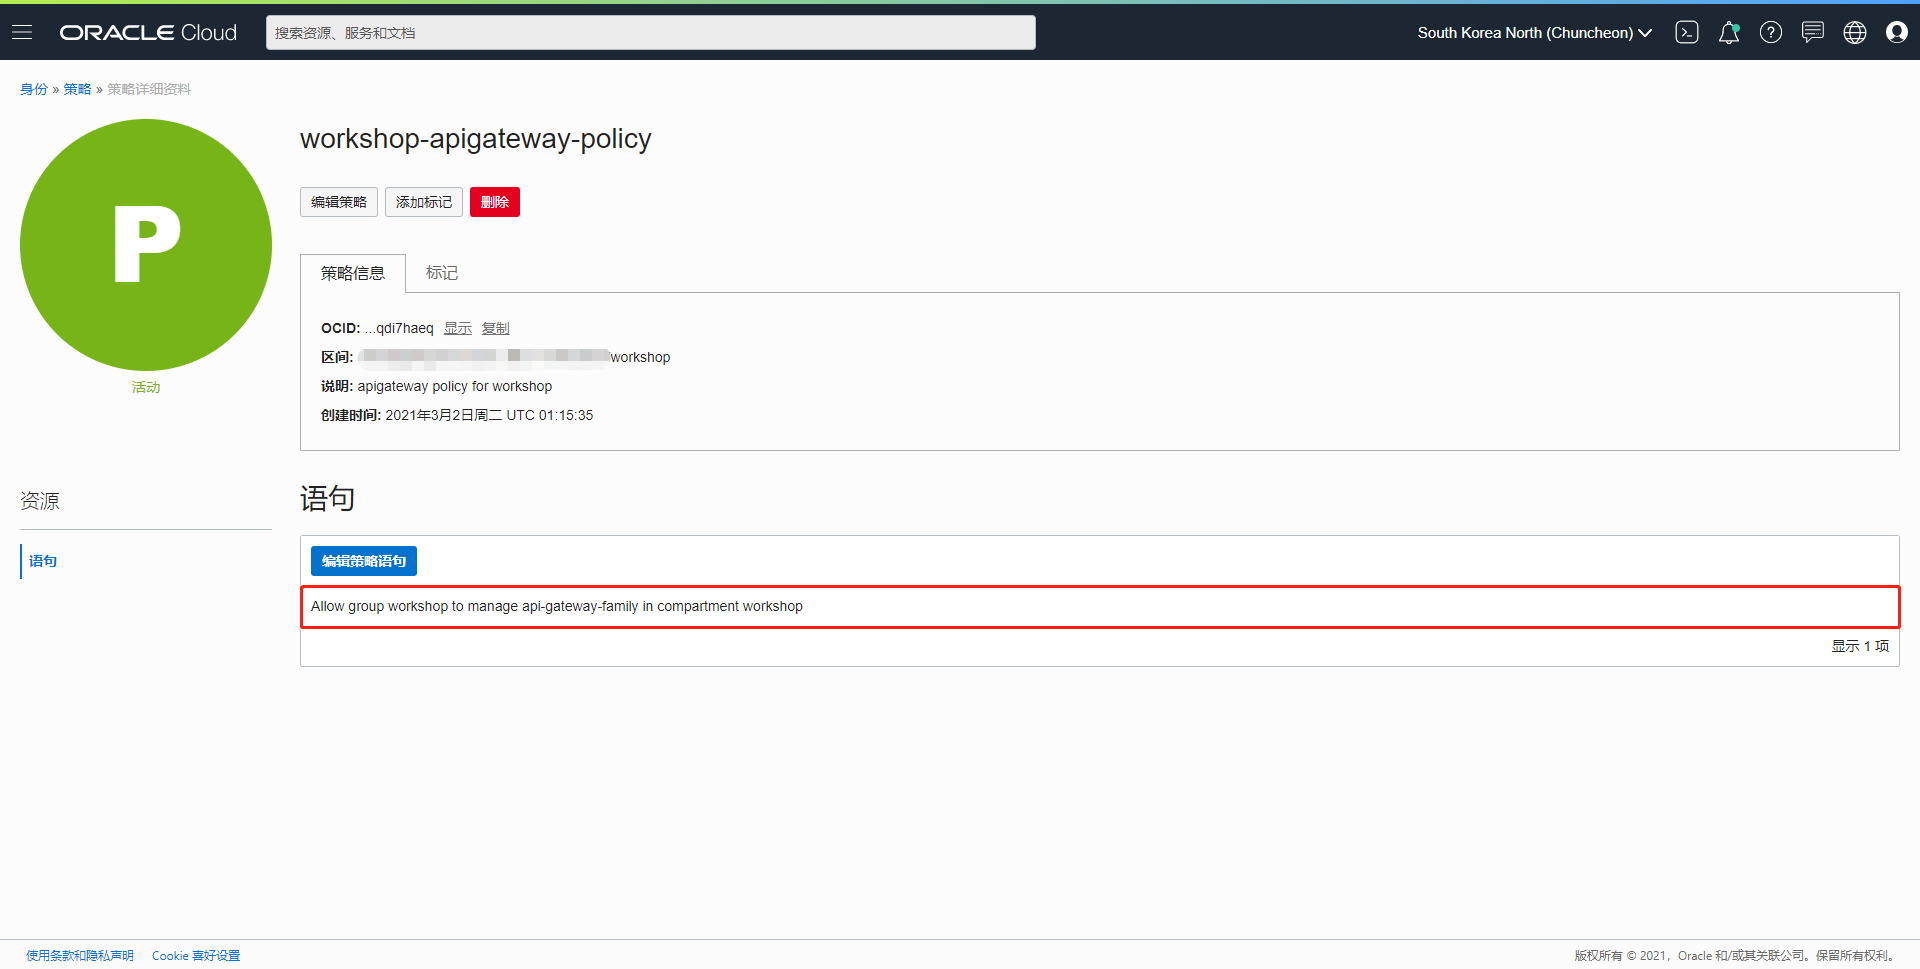 ORACLE Cloud
搜索资源、服务和文档
South Korea North (Chuncheon)
身份 » 策略 » 策略详细资料
P
活动
workshop-apigateway-policy
编辑策略 添加标记 删除
策略信息 标记
OCID: ...qdi7haeq 显示 复制
区间: /workshop
说明: apigateway policy for workshop
创建时间: 2021年3月2日周二 UTC 01:15:35
资源
语句
语句
编辑策略语句
Allow group workshop to manage api-gateway-family in compartment workshop
显示 1 项
使用条款和隐私声明 Cookie 喜好设置
版权所有 © 2021，Oracle 和/或其关联公司。保留所有权利。